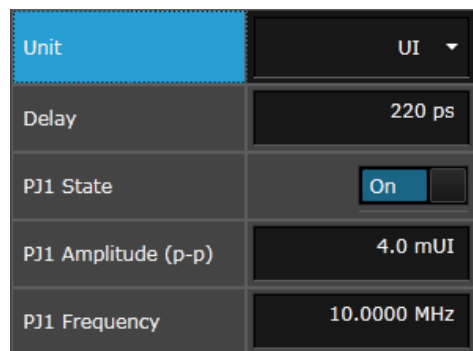 Unit UI
Delay 220 ps
PJ1 State On
PJ1 Amplitude (p-p) 4.0 mUI
PJ1 Frequency 10.0000 MHz